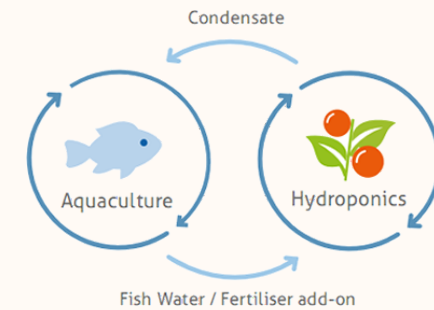 Condensate
Aquaculture
Hydroponics
Fish Water / Fertiliser add-on